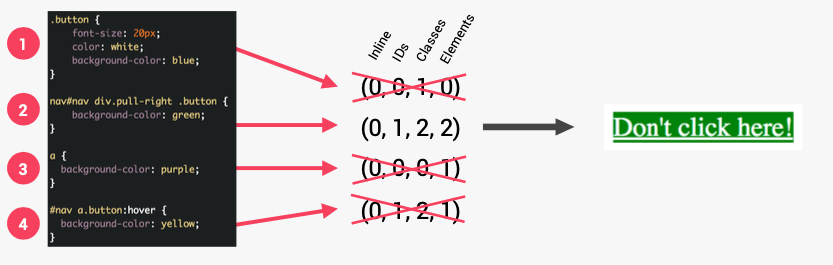 1
.button {
font-size: 20px;
color: white;
background-color: blue;
}
2
nav#nav div.pull-right .button {
background-color: green;
}
3
a {
background-color: purple;
}
4
#nav a.button:hover {
background-color: yellow;
}
Inline
IDs
Classes
Elements
(0, 0, 1, 0)
(0, 1, 2, 2)
(0, 0, 0, 1)
(0, 1, 2, 1)
Don't click here!